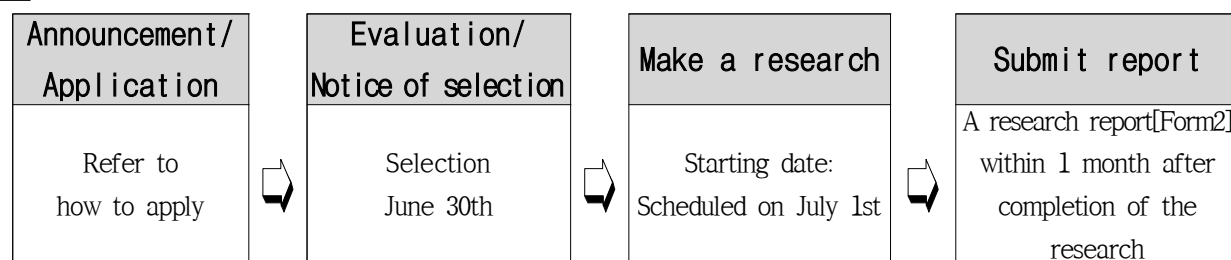 Announcement/
Application
Refer to
how to apply
Evaluation/
Notice of selection
Selection
June 30th
Make a research
Starting date:
Scheduled on July 1st
Submit report
A research report[Form2]
within 1 month after
completion of the
research